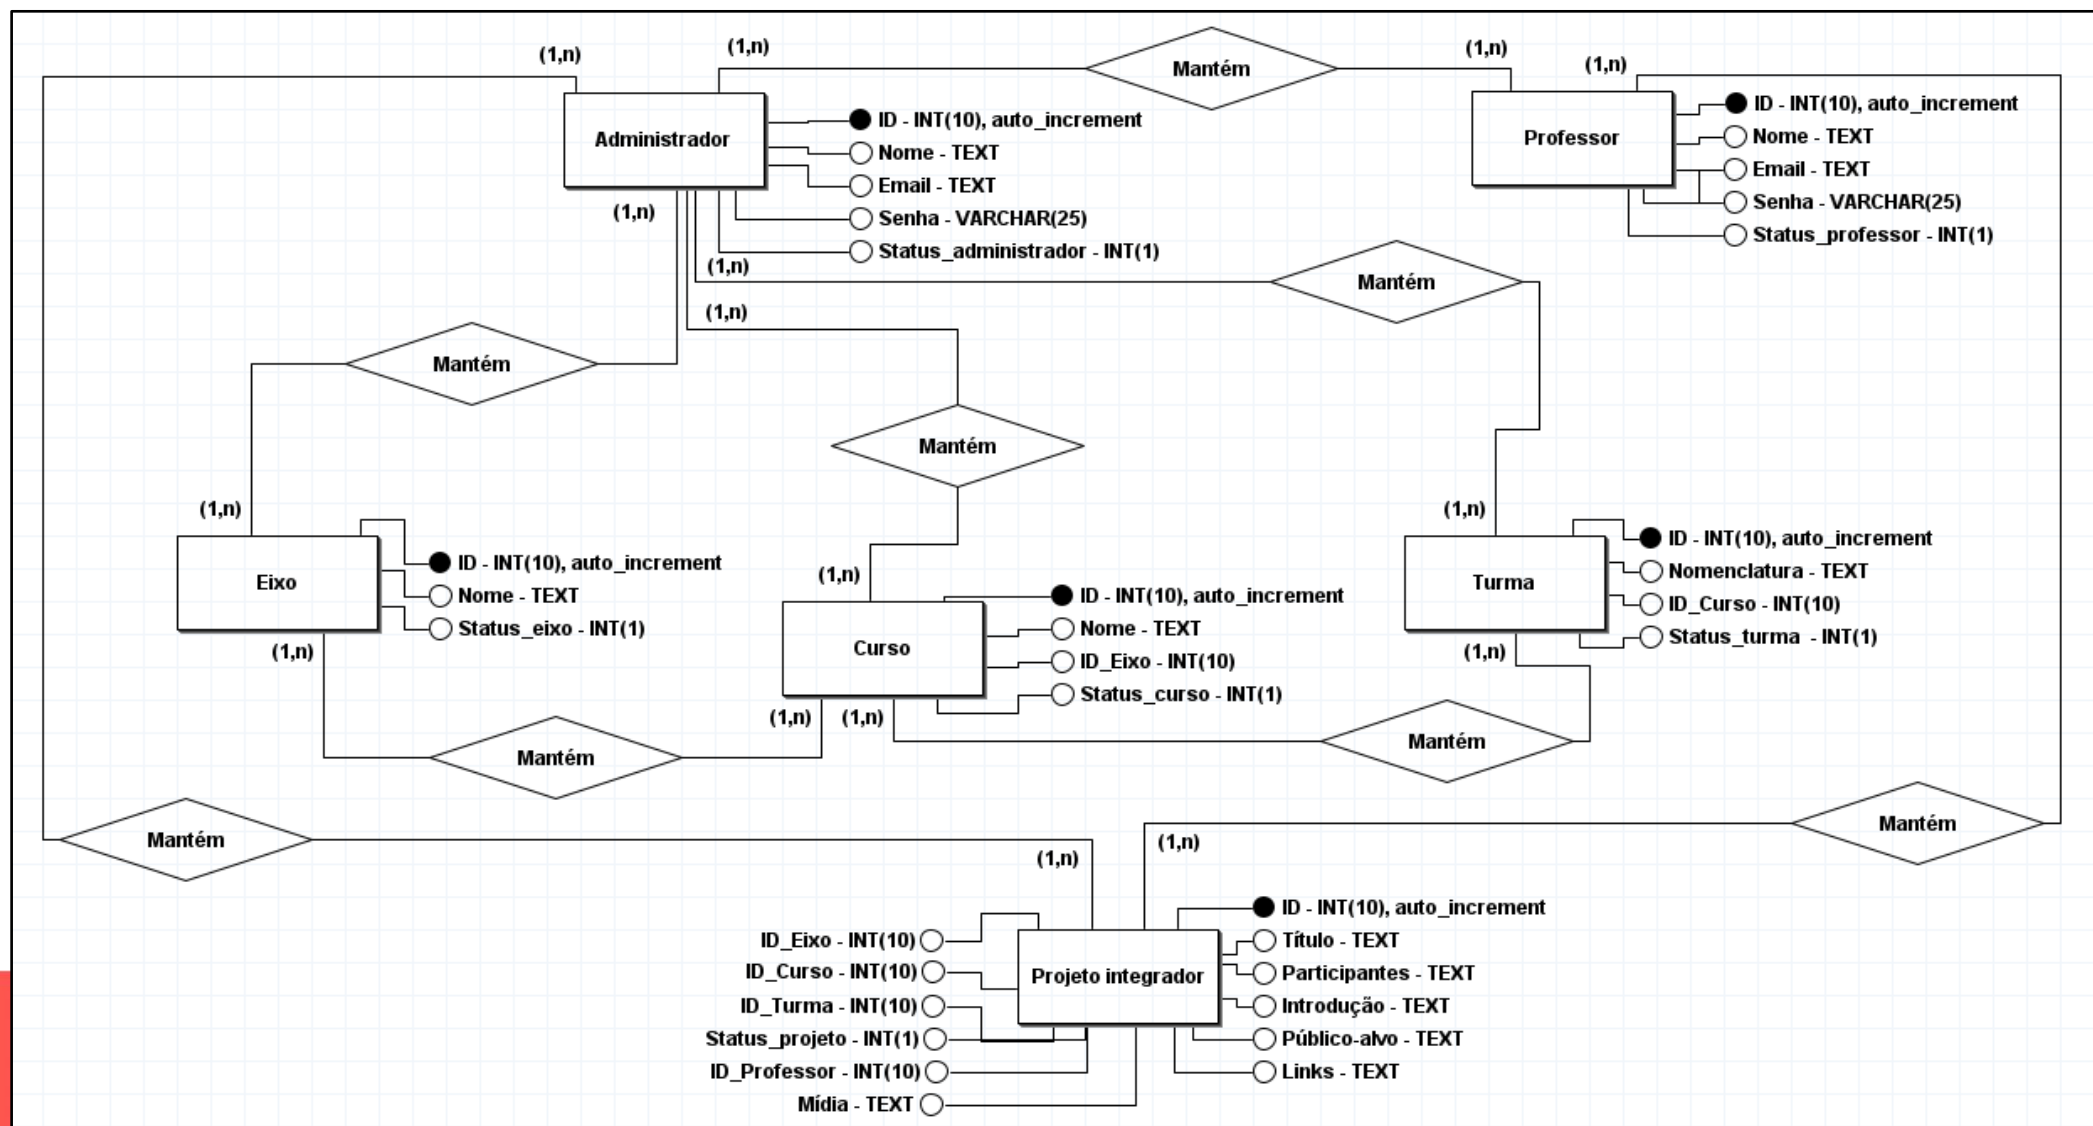 (1,n)
(1,n)
Mantém
(1,n)
(1,n)
Administrador
ID - INT(10), auto_increment
Nome - TEXT
Email - TEXT
Senha - VARCHAR(25)
Status_administrador - INT(1)
Professor
ID - INT(10), auto_increment
Nome - TEXT
Email - TEXT
Senha - VARCHAR(25)
Status_professor - INT(1)
(1,n)
(1,n)
(1,n)
Mantém
Mantém
Mantém
(1,n)
(1,n)
(1,n)
Eixo
ID - INT(10), auto_increment
Nome - TEXT
Status_eixo - INT(1)
(1,n)
Curso
ID - INT(10), auto_increment
Nome - TEXT
ID_Eixo - INT(10)
Status_curso - INT(1)
(1,n)
(1,n)
Turma
ID - INT(10), auto_increment
Nomenclatura - TEXT
ID_Curso - INT(10)
Status_turma - INT(1)
(1,n)
Mantém
Mantém
Mantém
Mantém
(1,n)
(1,n)
Projeto integrador
ID_Eixo - INT(10)
ID_Curso - INT(10)
ID_Turma - INT(10)
Status_projeto - INT(1)
ID_Professor - INT(10)
Mídia - TEXT
ID - INT(10), auto_increment
Título - TEXT
Participantes - TEXT
Introdução - TEXT
Público-alvo - TEXT
Links - TEXT